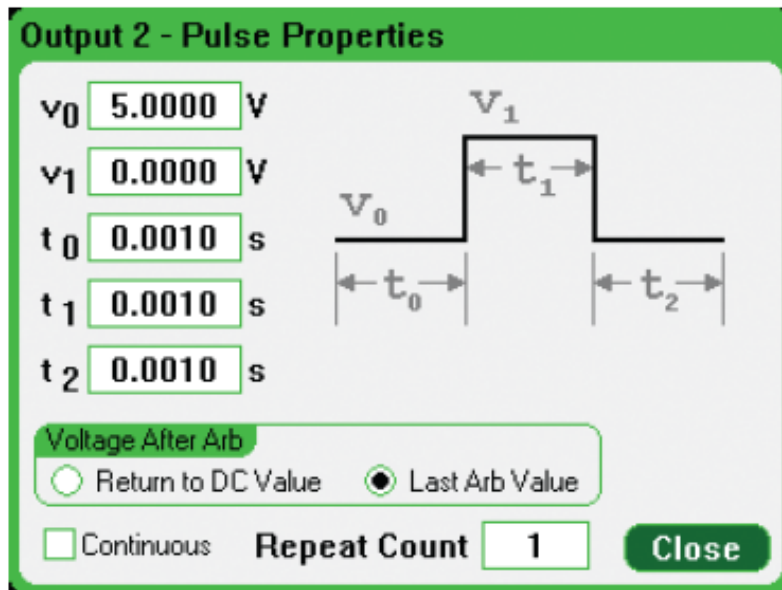 Output 2 - Pulse Properties
v0 5.0000 V
v1 0.0000 V
t0 0.0010 s
t1 0.0010 s
t2 0.0010 s
V1
t1
V0
t0
t2
Voltage After Arb
Return to DC Value
Last Arb Value
Continuous
Repeat Count 1
Close